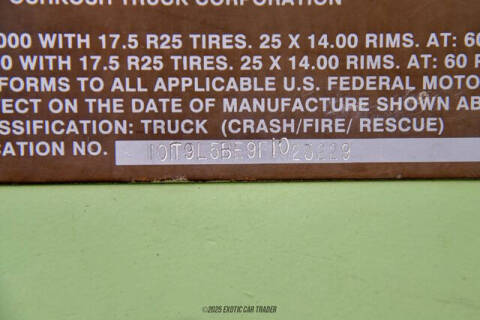 OSHKOSH TRUCK CORPORATION
000 WITH 17.5 R25 TIRES. 25 X 14.00 RIMS. AT: 60
0 WITH 17.5 R25 TIRES. 25 X 14.00 RIMS. AT: 60 P
FORMS TO ALL APPLICABLE U.S. FEDERAL MOTO
ECT ON THE DATE OF MANUFACTURE SHOWN AB
ASSIFICATION: TRUCK (CRASH/FIRE/ RESCUE)
CATION NO.
©2025 EXOTIC CAR TRADER